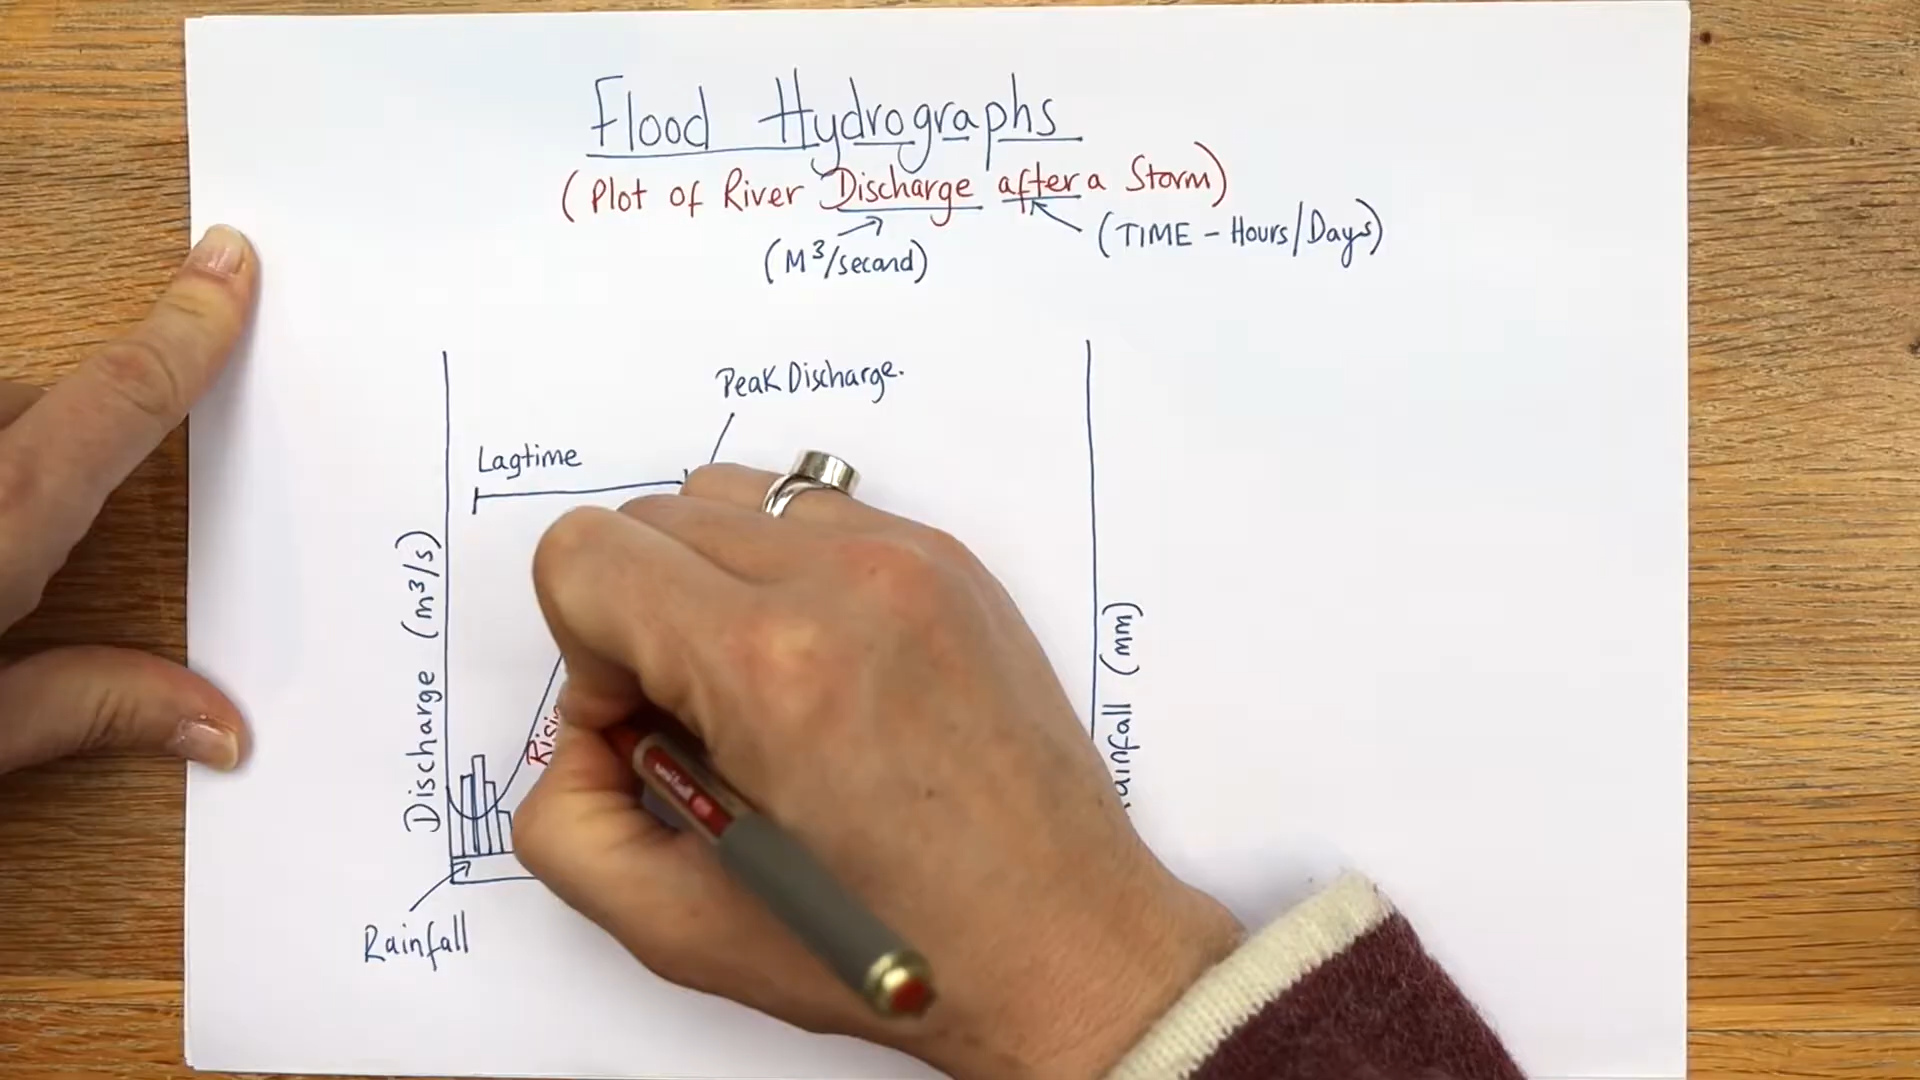 Flood Hydrographs
(Plot of River Discharge after a Storm)
(M³/second)
(TIME - Hours/Days)
Peak Discharge.
Lagtime
Discharge (m³/s)
(mm)
Rainfall